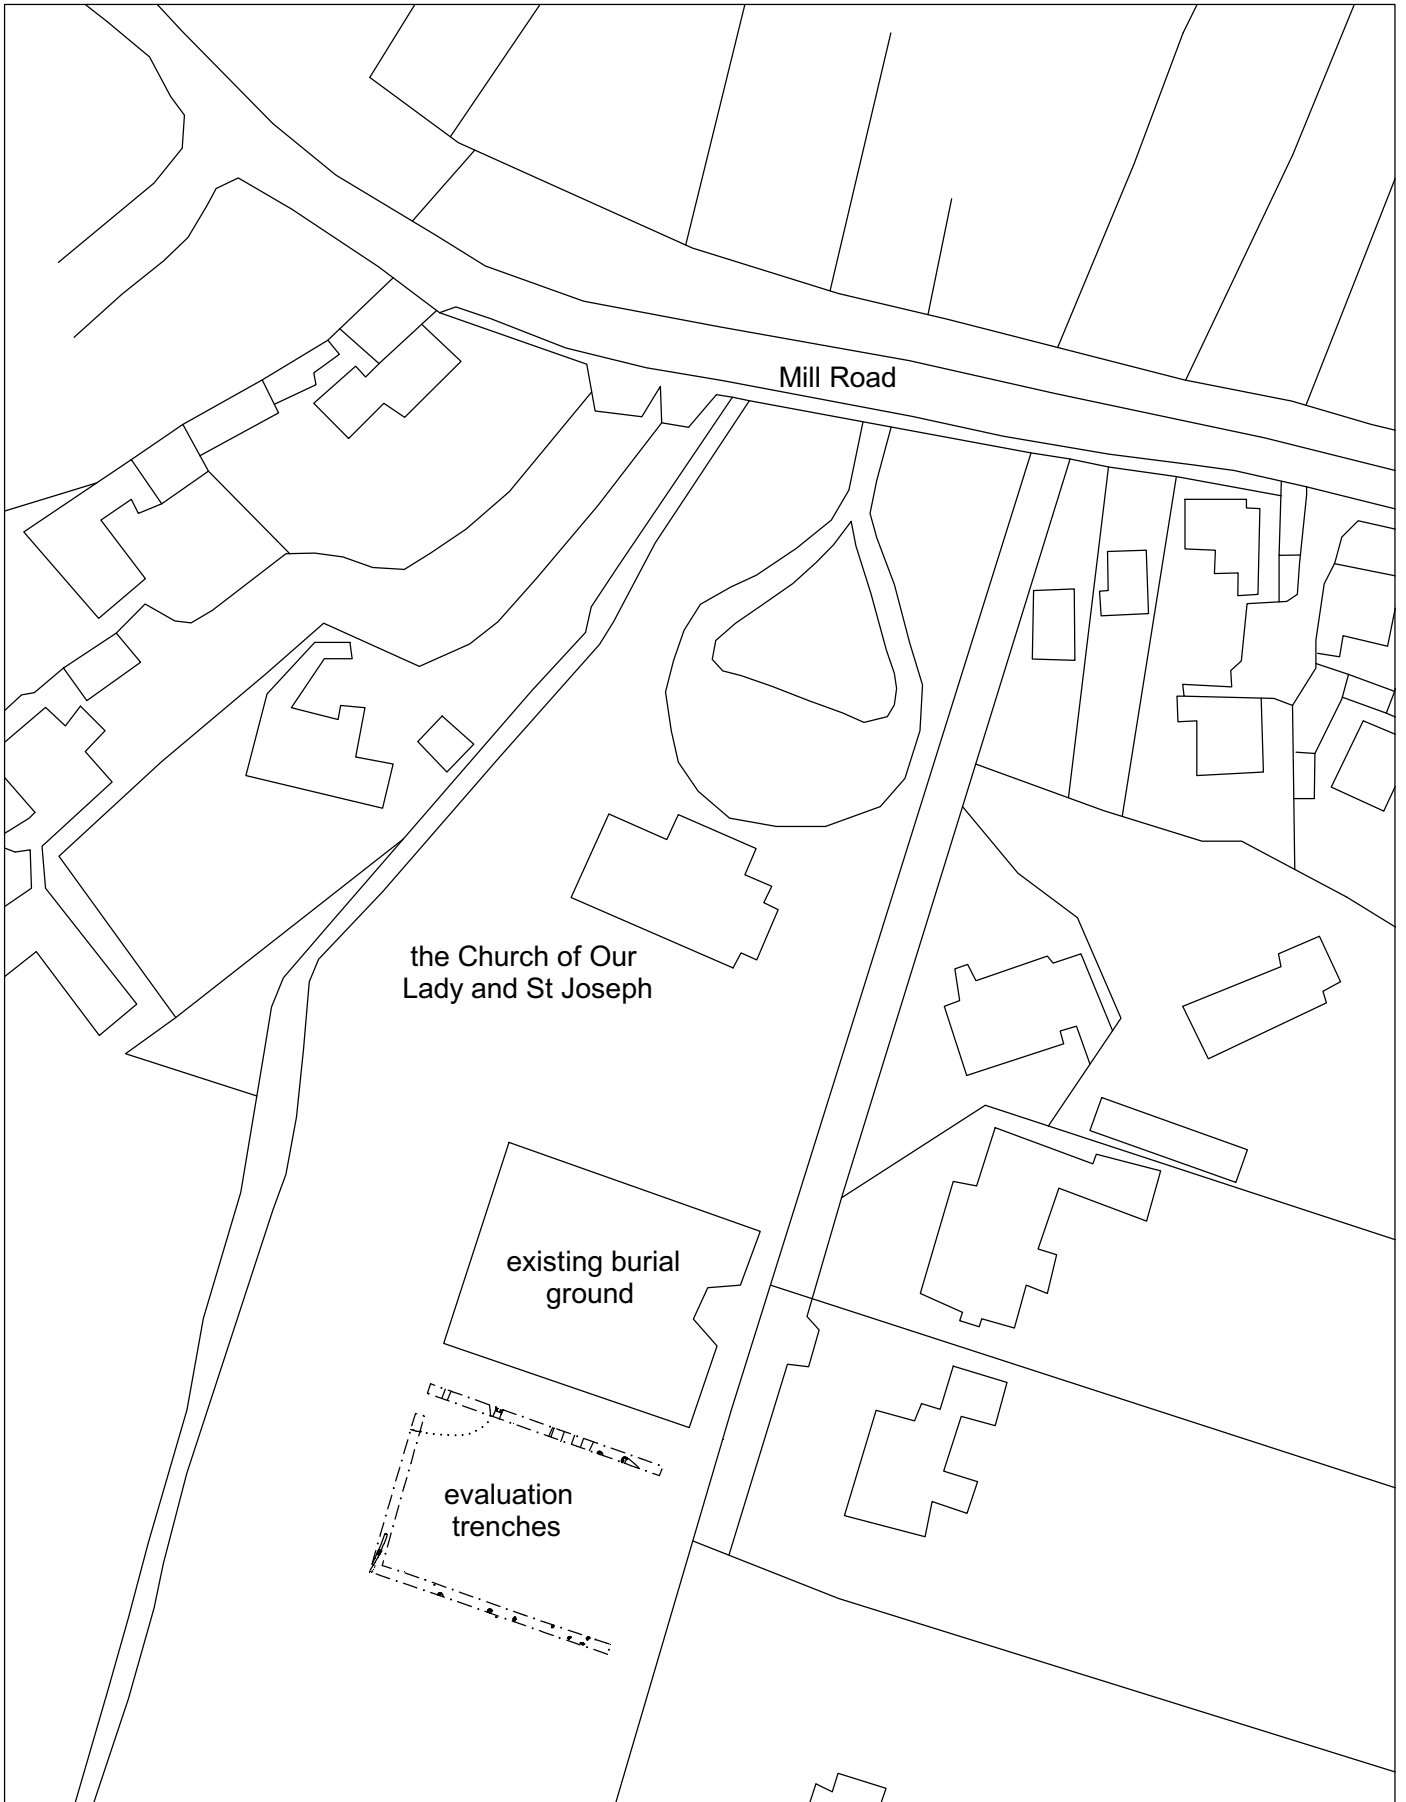 Mill Road
the Church of Our
Lady and St Joseph
existing burial
ground
evaluation
trenches